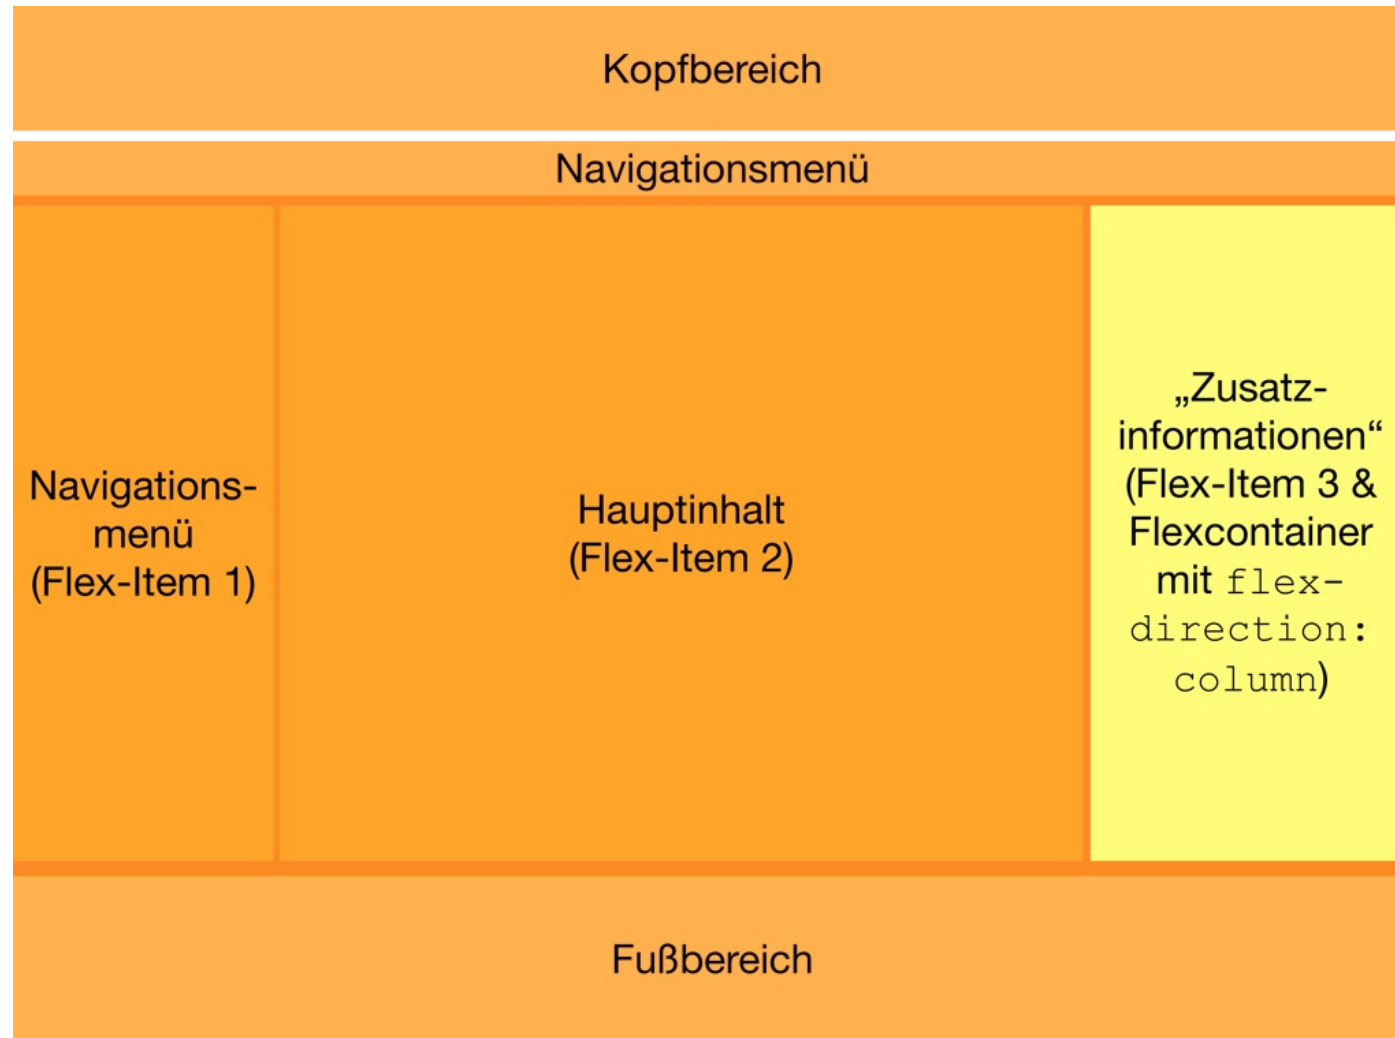 Kopfbereich
Navigationsmenü
Navigations-
menü
(Flex-Item 1)
Hauptinhalt
(Flex-Item 2)
„Zusatz-
informationen“
(Flex-Item 3 &
Flexcontainer
mit flex-
direction:
column)
Fußbereich